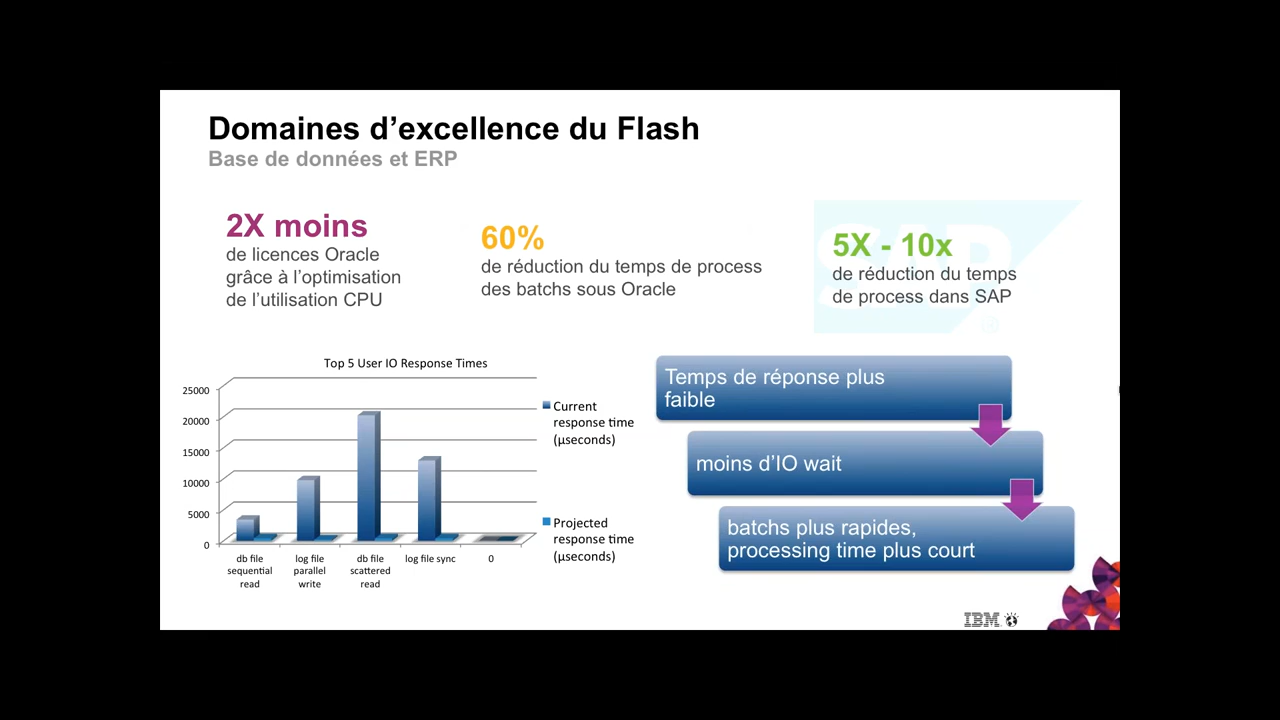 Domaines d’excellence du Flash
Base de données et ERP
2X moins
de licences Oracle
grâce à l’optimisation
de l’utilisation CPU
60%
de réduction du temps de process
des batchs sous Oracle
SAP
®
5X - 10x
de réduction du temps
de process dans SAP
Top 5 User IO Response Times
25000
20000
15000
10000
5000
0
db file
sequential
read
log file
parallel
write
db file
scattered
read
log file sync
0
Current
response time
(µseconds)
Projected
response time
(µseconds)
Temps de réponse plus
faible
moins d’IO wait
batchs plus rapides,
processing time plus court
IBM